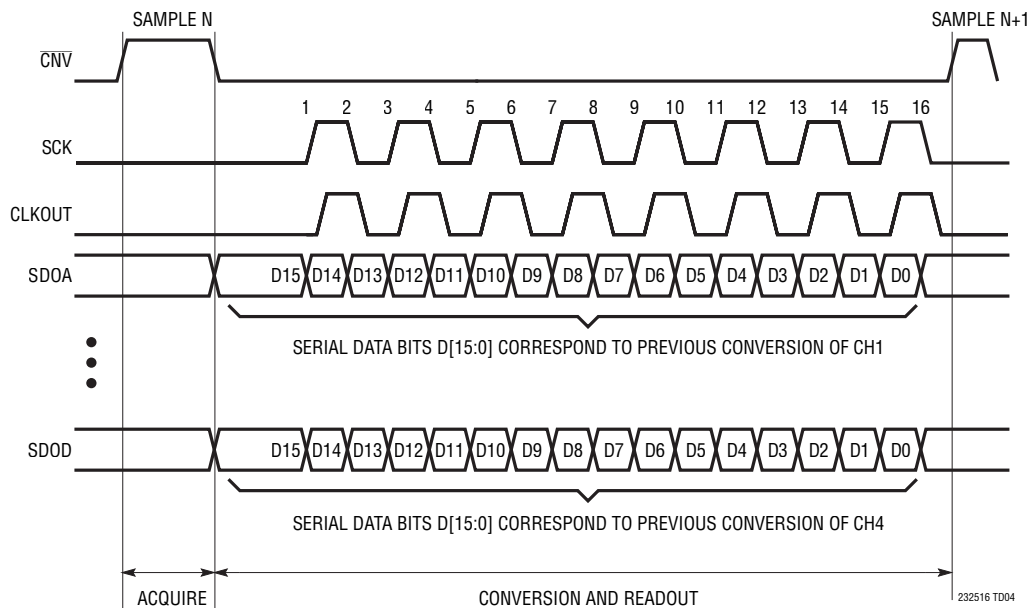 SAMPLE N
SAMPLE N+1
CNV
1 2 3 4 5 6 7 8 9 10 11 12 13 14 15 16
SCK
CLKOUT
SDOA D15 D14 D13 D12 D11 D10 D9 D8 D7 D6 D5 D4 D3 D2 D1 D0
SERIAL DATA BITS D[15:0] CORRESPOND TO PREVIOUS CONVERSION OF CH1
SDOD D15 D14 D13 D12 D11 D10 D9 D8 D7 D6 D5 D4 D3 D2 D1 D0
SERIAL DATA BITS D[15:0] CORRESPOND TO PREVIOUS CONVERSION OF CH4
ACQUIRE
CONVERSION AND READOUT
232516 TD04